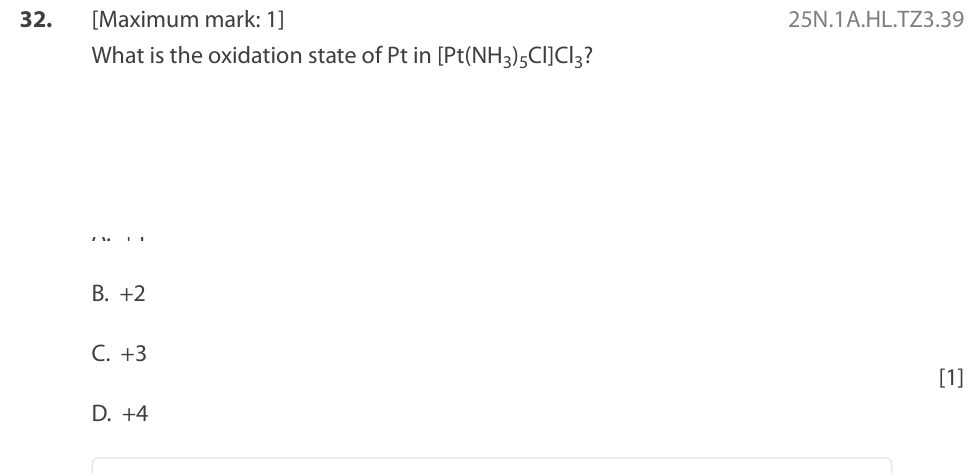 32. [Maximum mark: 1] 25N.1A.HL.TZ3.39
What is the oxidation state of Pt in [Pt(NH₃)₅Cl]Cl₃?
B. +2
C. +3
[1]
D. +4